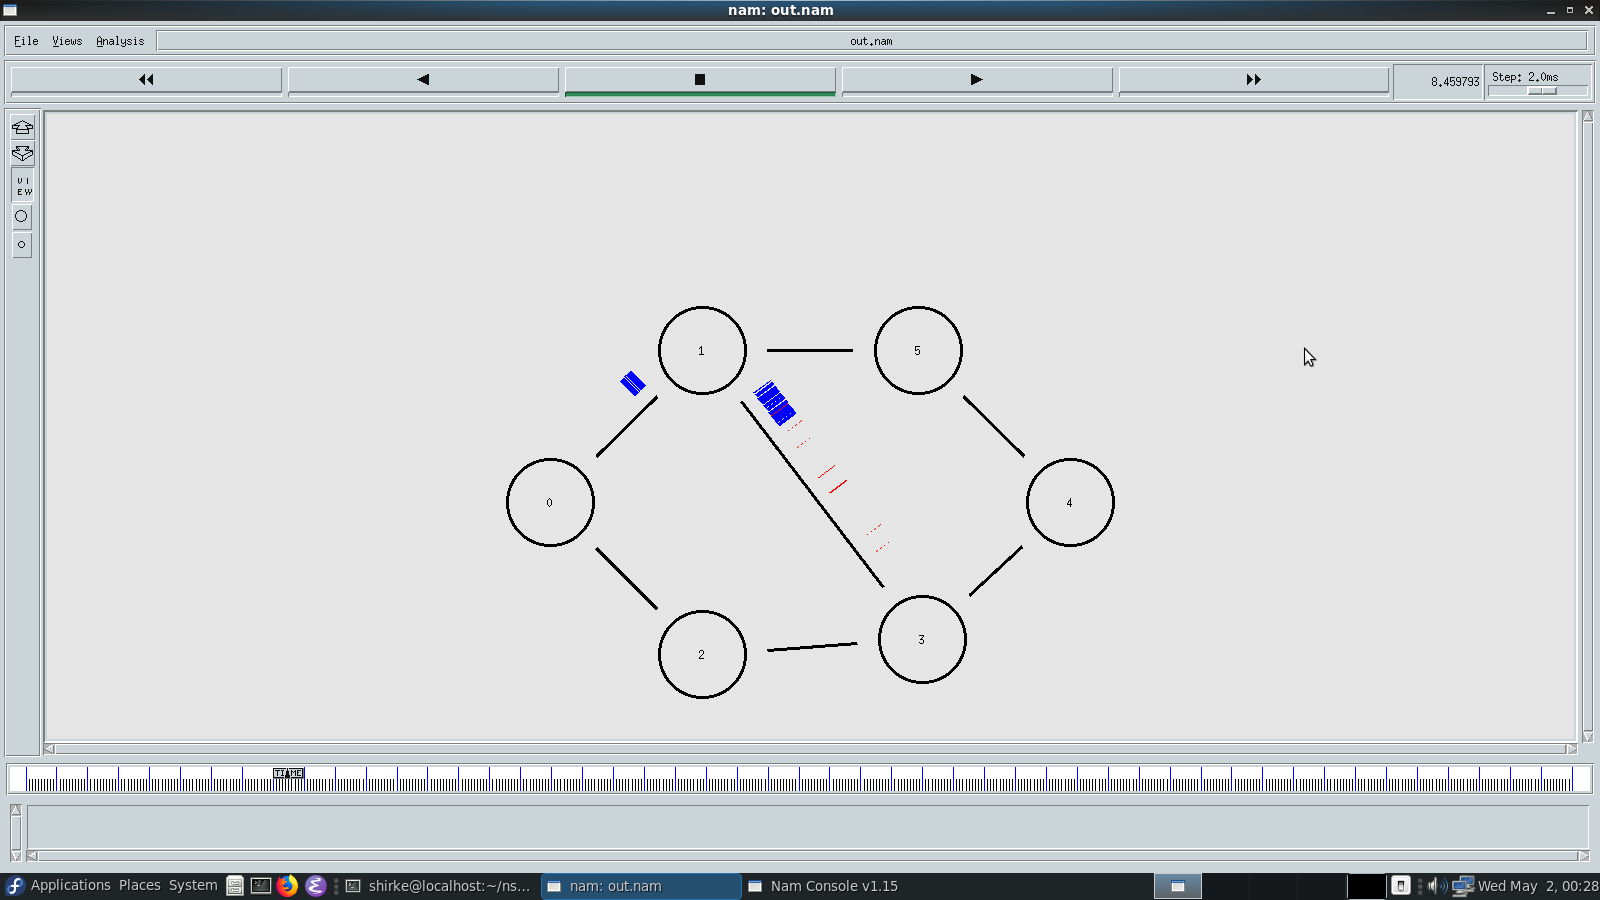 nam: out.nam
File Views Analysis out.nam
8.459793 Step: 2.0ms
VI
EW
1 5
0 4
3
2
TIME
Applications Places System shirke@localhost:~/ns... nam: out.nam Nam Console v1.15 Wed May 2, 00:28